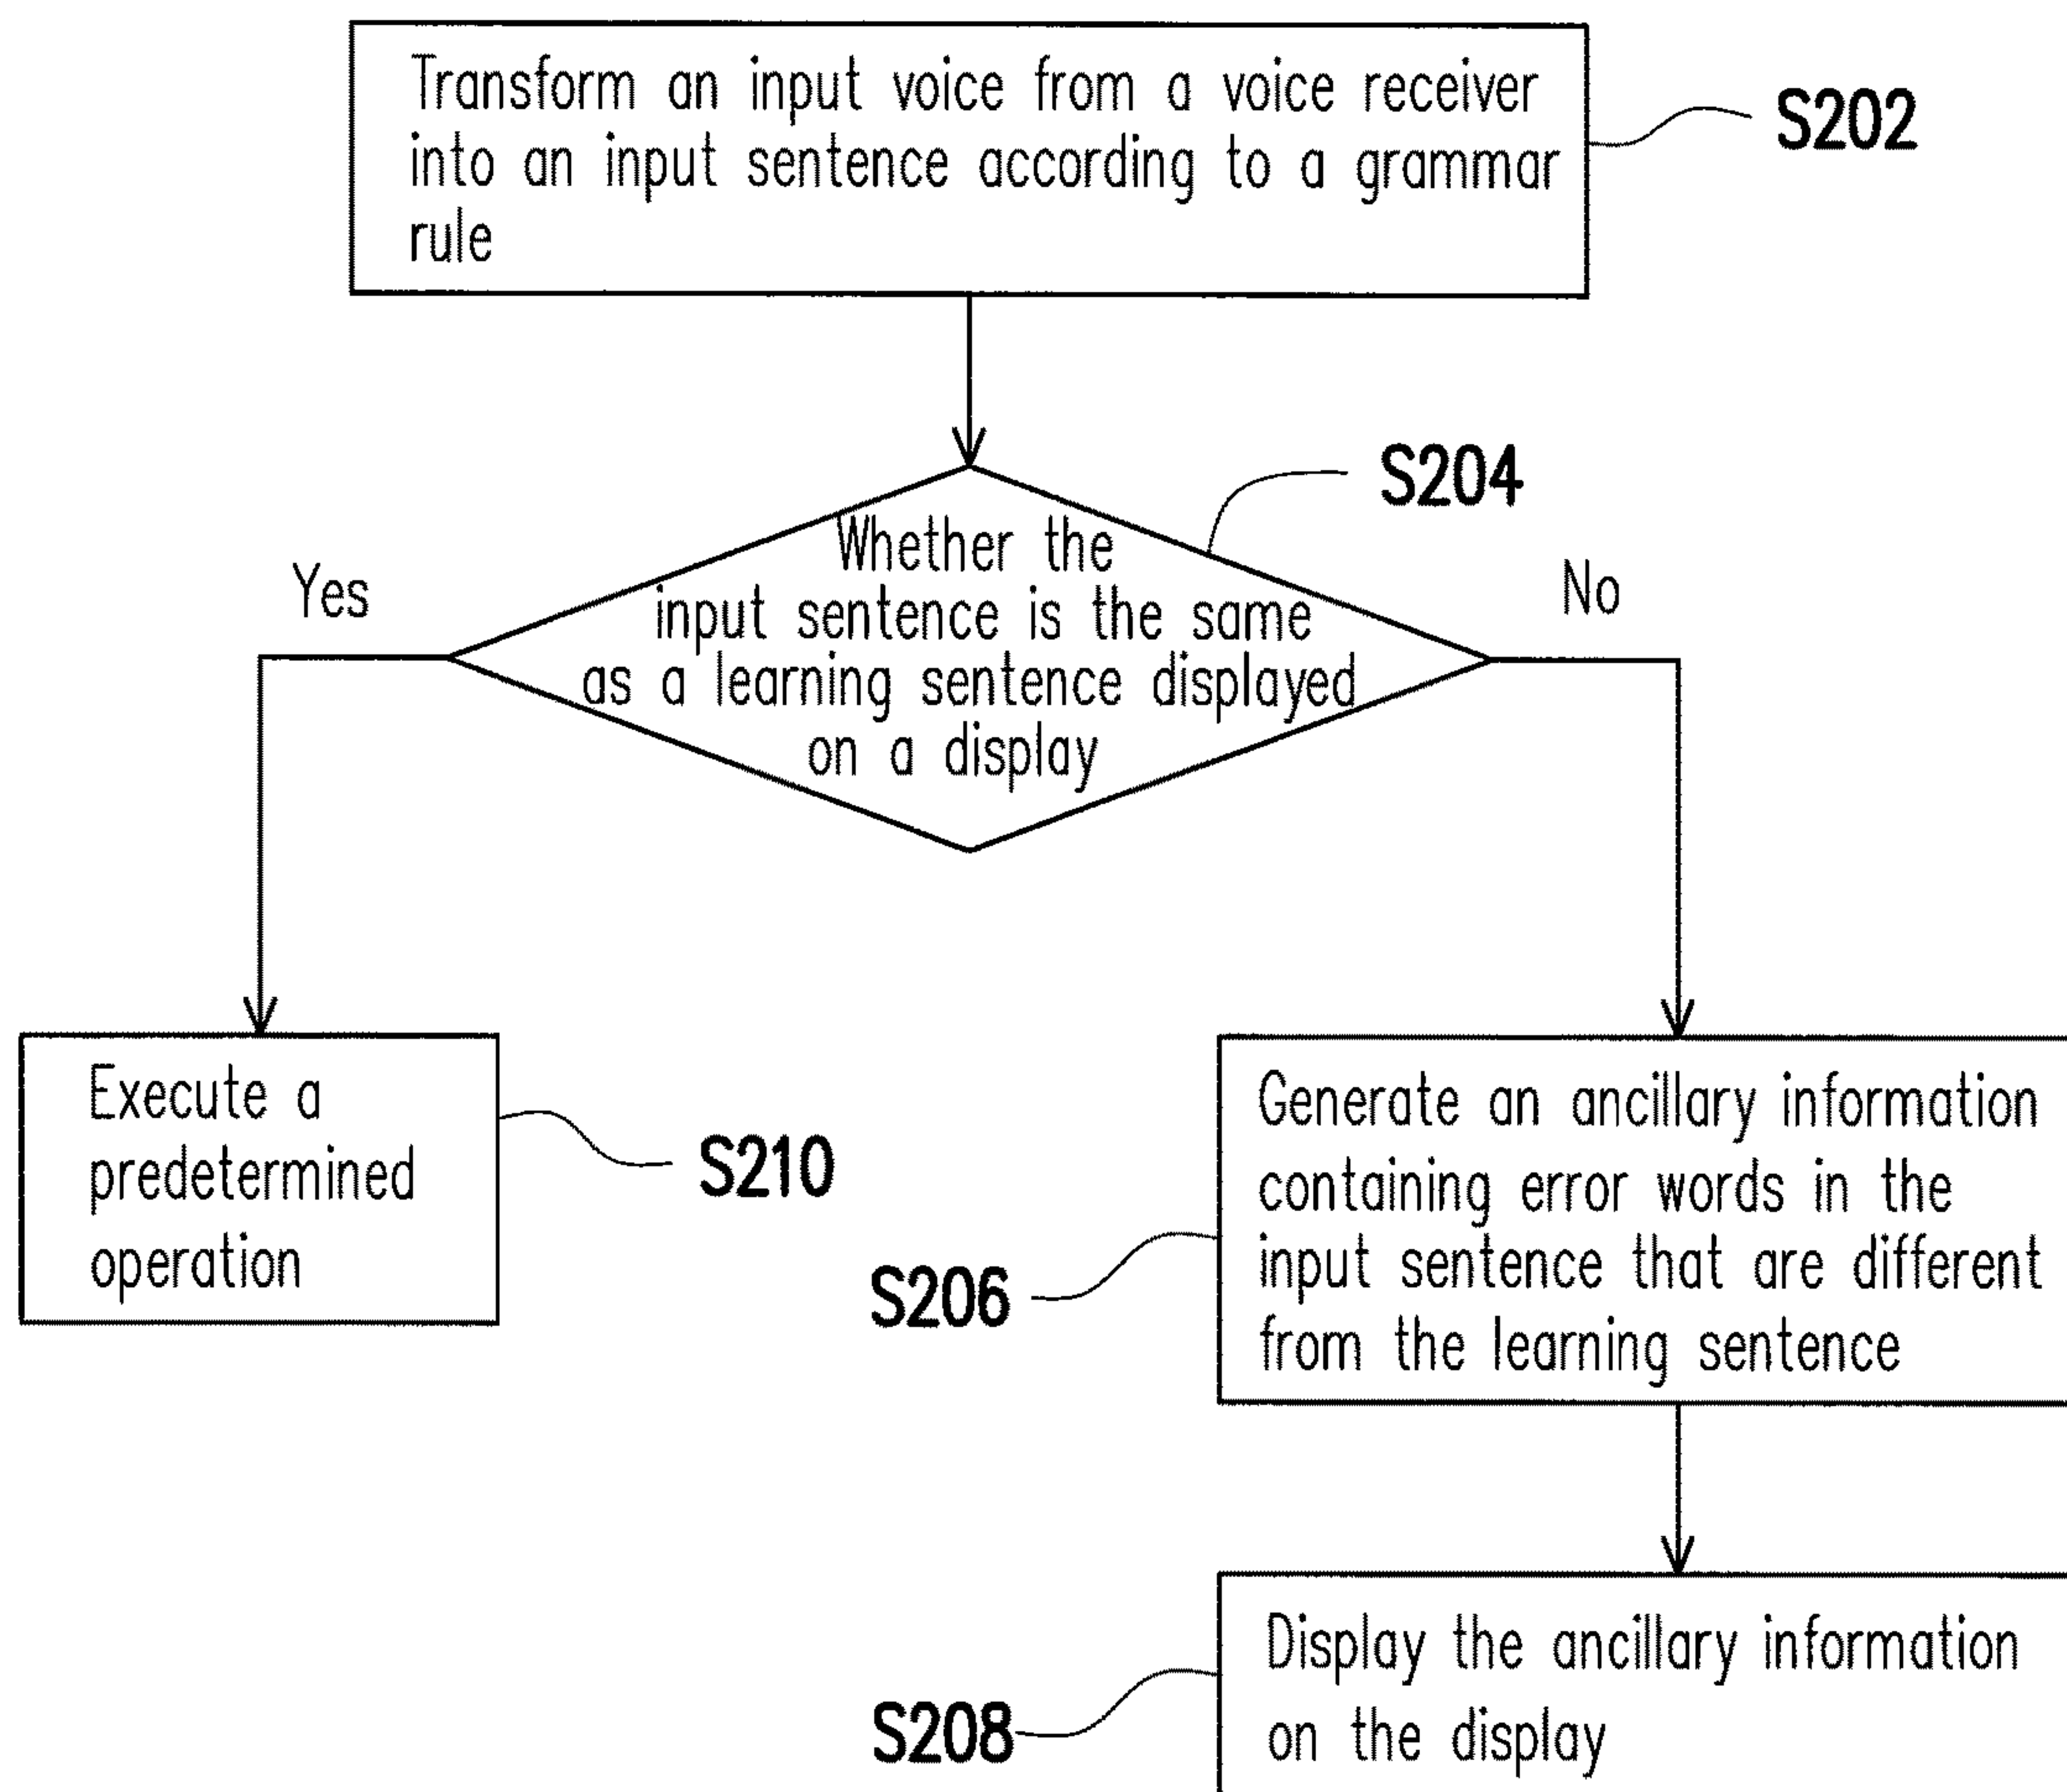 Transform an input voice from a voice receiver
into an input sentence according to a grammar
rule
S202
S204
Whether the
input sentence is the same
as a learning sentence displayed
on a display
Yes
No
Execute a
predetermined
operation
S210
Generate an ancillary information
containing error words in the
input sentence that are different
from the learning sentence
S206
Display the ancillary information
on the display
S208